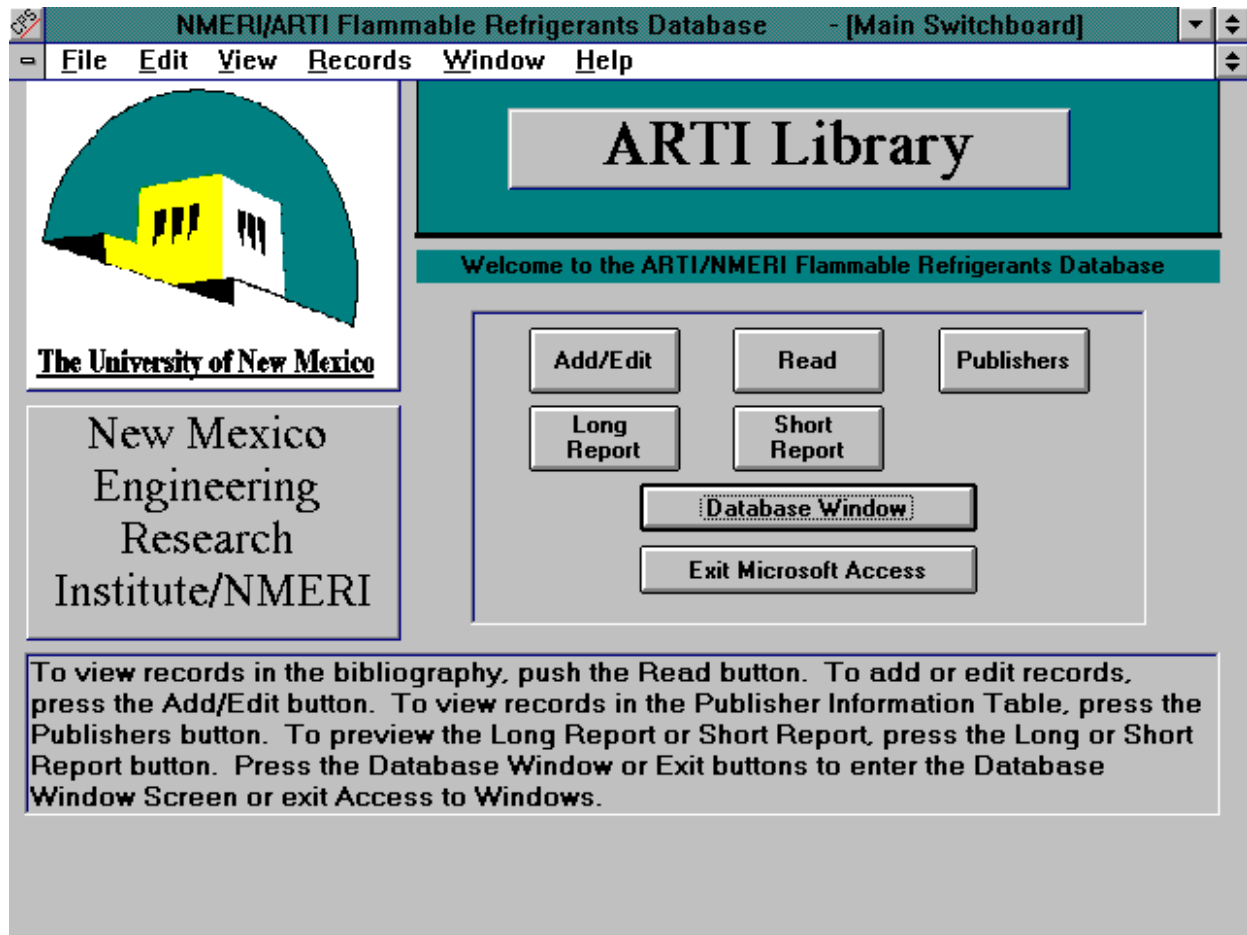 CPS
NMERI/ARTI Flammable Refrigerants Database - [Main Switchboard]
File Edit View Records Window Help
ARTI Library
Welcome to the ARTI/NMERI Flammable Refrigerants Database
The University of New Mexico
New Mexico
Engineering
Research
Institute/NMERI
Add/Edit
Read
Publishers
Long
Report
Short
Report
Database Window
Exit Microsoft Access
To view records in the bibliography, push the Read button. To add or edit records,
press the Add/Edit button. To view records in the Publisher Information Table, press the
Publishers button. To preview the Long Report or Short Report, press the Long or Short
Report button. Press the Database Window or Exit buttons to enter the Database
Window Screen or exit Access to Windows.